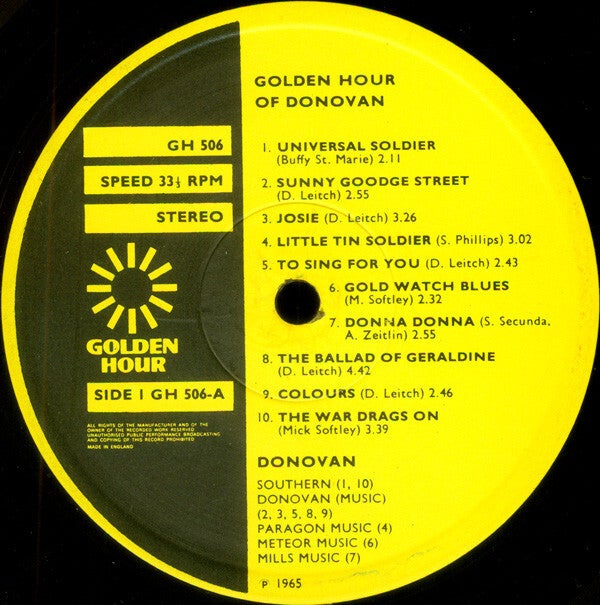 GOLDEN HOUR
OF DONOVAN
GH 506
SPEED 33⅓ RPM
STEREO
GOLDEN
HOUR
SIDE 1 GH 506-A
ALL RIGHTS OF THE MANUFACTURER AND OF THE
OWNER OF THE RECORDED WORK RESERVED
UNAUTHORISED PUBLIC PERFORMANCE BROADCASTING
AND COPYING OF THIS RECORD PROHIBITED
MADE IN ENGLAND
1. UNIVERSAL SOLDIER
(Buffy St. Marie) 2.11
2. SUNNY GOODGE STREET
(D. Leitch) 2.55
3. JOSIE (D. Leitch) 3.26
4. LITTLE TIN SOLDIER (S. Phillips) 3.02
5. TO SING FOR YOU (D. Leitch) 2.43
6. GOLD WATCH BLUES
(M. Softley) 2.32
7. DONNA DONNA (S. Secunda,
A. Zeitlin) 2.55
8. THE BALLAD OF GERALDINE
(D. Leitch) 4.42
9. COLOURS (D. Leitch) 2.46
10. THE WAR DRAGS ON
(Mick Softley) 3.39
DONOVAN
SOUTHERN (1, 10)
DONOVAN (MUSIC)
(2, 3, 5, 8, 9)
PARAGON MUSIC (4)
METEOR MUSIC (6)
MILLS MUSIC (7)
P 1965